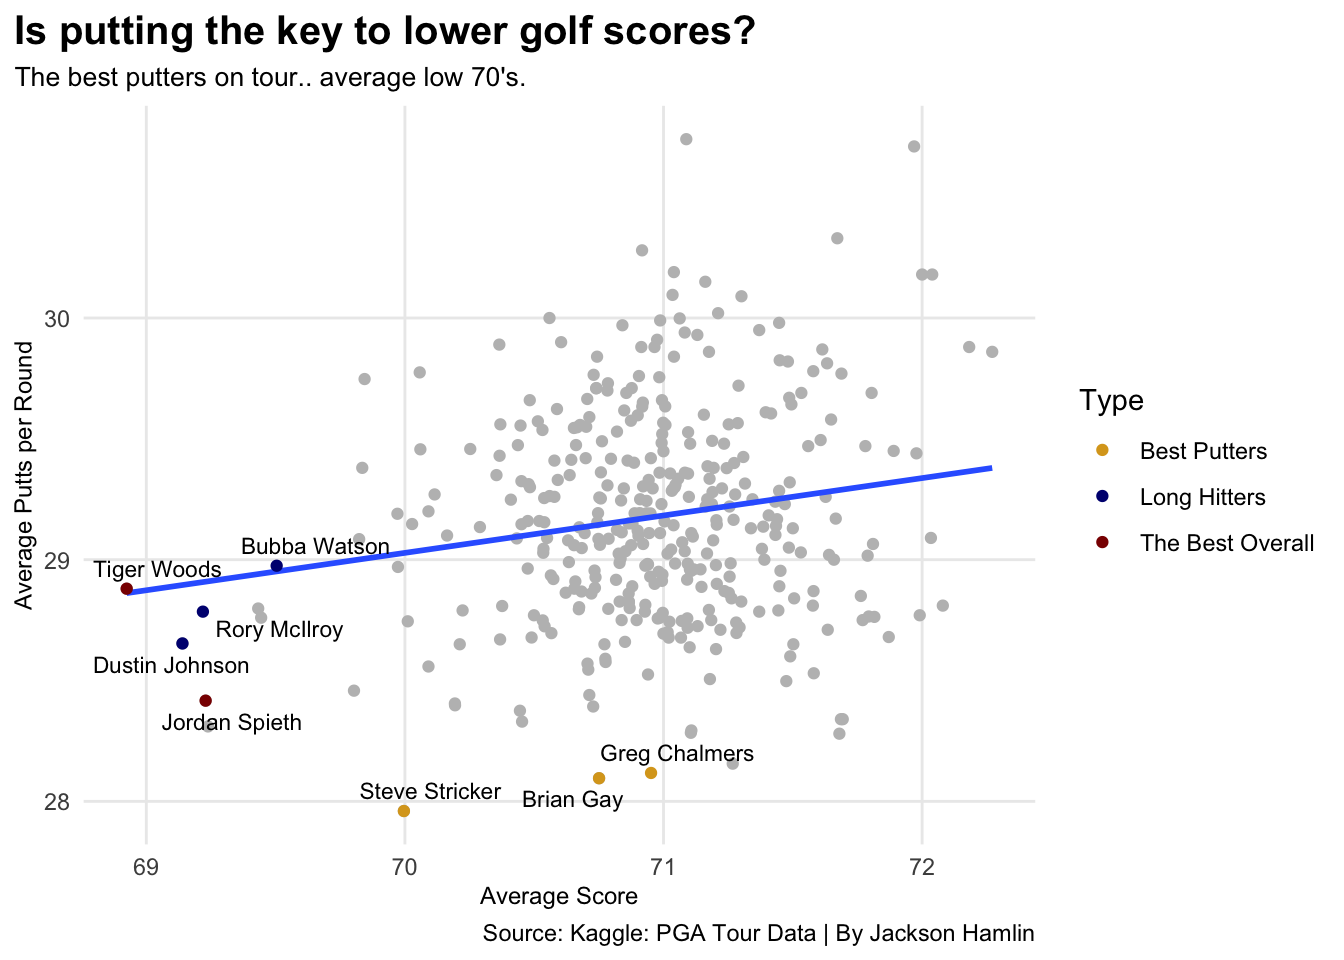 Is putting the key to lower golf scores?
The best putters on tour.. average low 70's.
Average Putts per Round
30
29
28
Bubba Watson
Tiger Woods
Rory McIlroy
Dustin Johnson
Jordan Spieth
Greg Chalmers
Steve Stricker
Brian Gay
69
70
71
72
Average Score
Type
Best Putters
Long Hitters
The Best Overall
Source: Kaggle: PGA Tour Data | By Jackson Hamlin